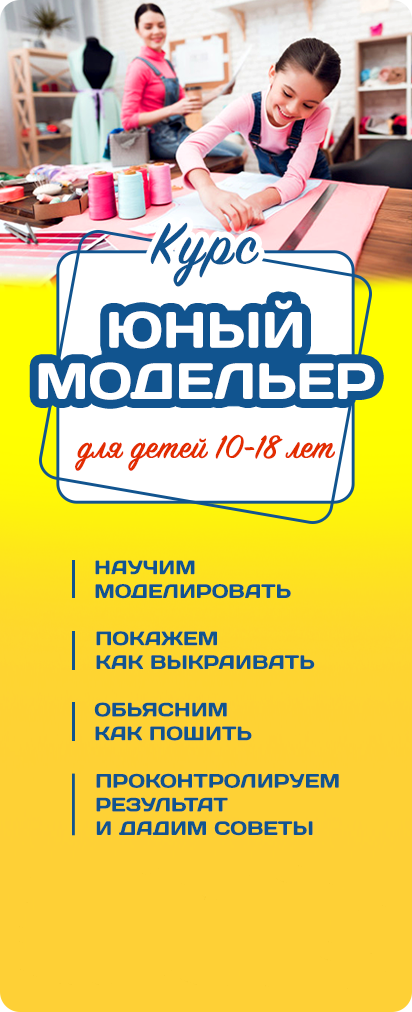 Курс
ЮНЫЙ
МОДЕЛЬЕР
для детей 10-18 лет
НАУЧИМ
МОДЕЛИРОВАТЬ
ПОКАЖЕМ
КАК ВЫКРАИВАТЬ
ОБЬЯСНИМ
КАК ПОШИТЬ
ПРОКОНТРОЛИРУЕМ
РЕЗУЛЬТАТ
И ДАДИМ СОВЕТЫ